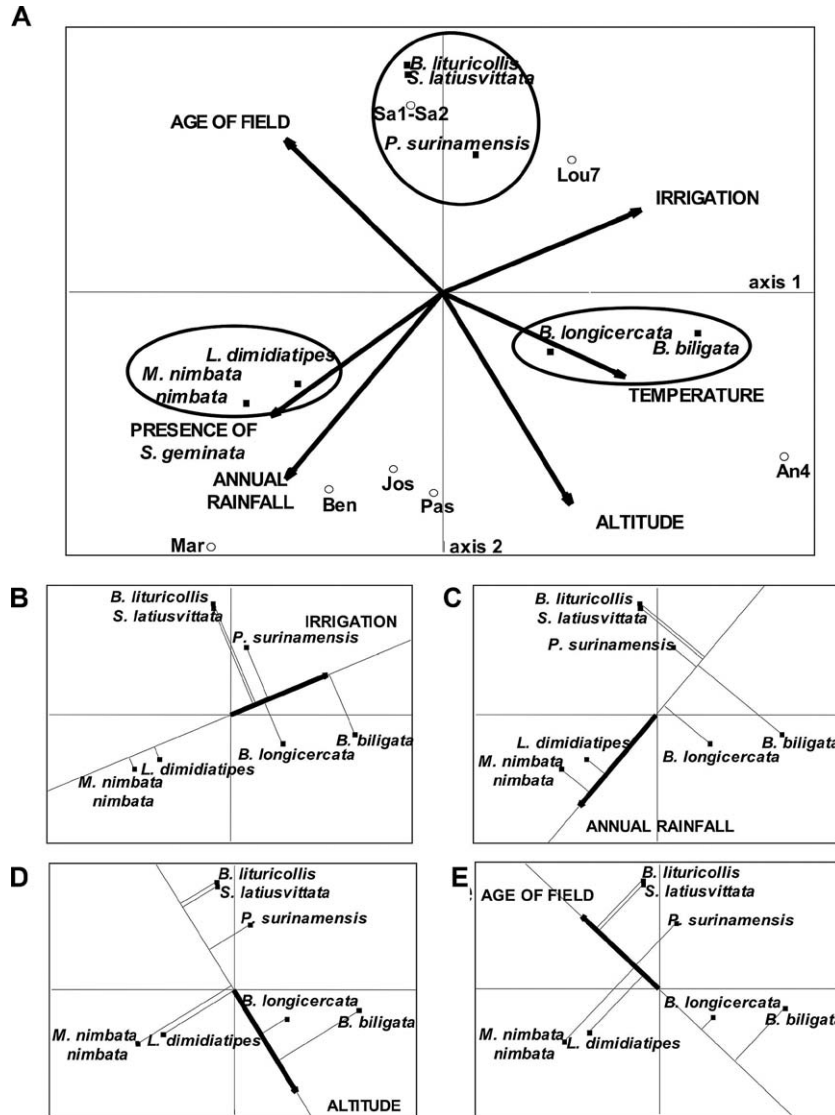 A
B. lituricollis
S. latiusvittata
Sa1-Sa2
AGE OF FIELD
P. surinamensis
Lou7
IRRIGATION
axis 1
B. longicercata
B. biligata
L. dimidiatipes
M. nimbata
nimbata
TEMPERATURE
PRESENCE OF
S. geminata
ANNUAL
RAINFALL
Ben
Jos
Pas
An4
ALTITUDE
Mar
axis 2
B
B. lituricollis
S. latiusvittata
IRRIGATION
P. surinamensis
B. longicercata
B. biligata
L. dimidiatipes
M. nimbata
nimbata
C
B. lituricollis
S. latiusvittata
P. surinamensis
L. dimidiatipes
M. nimbata
nimbata
B. longicercata
B. biligata
ANNUAL RAINFALL
D
B. lituricollis
S. latiusvittata
P. surinamensis
B. longicercata
B. biligata
M. nimbata
nimbata
L. dimidiatipes
ALTITUDE
E
B. lituricollis
S. latiusvittata
AGE OF FIELD
P. surinamensis
B. longicercata
B. biligata
M. nimbata
nimbata
L. dimidiatipes